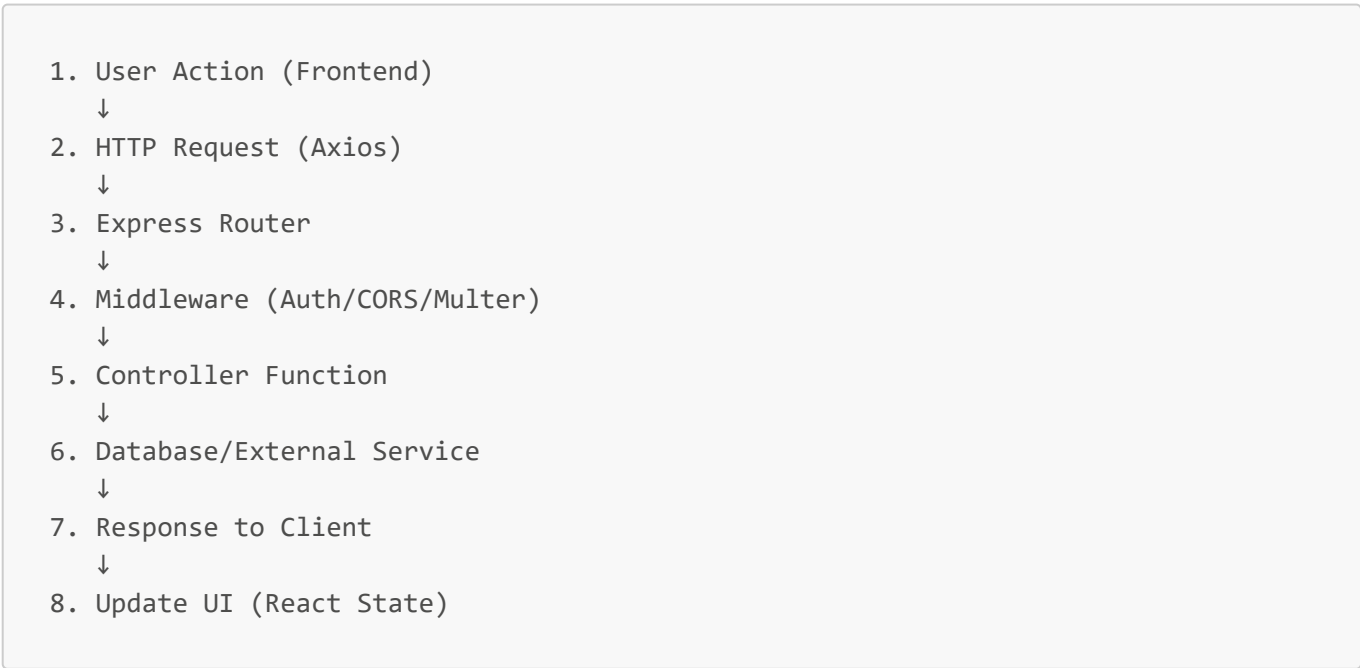 1. User Action (Frontend)
↓
2. HTTP Request (Axios)
↓
3. Express Router
↓
4. Middleware (Auth/CORS/Multer)
↓
5. Controller Function
↓
6. Database/External Service
↓
7. Response to Client
↓
8. Update UI (React State)